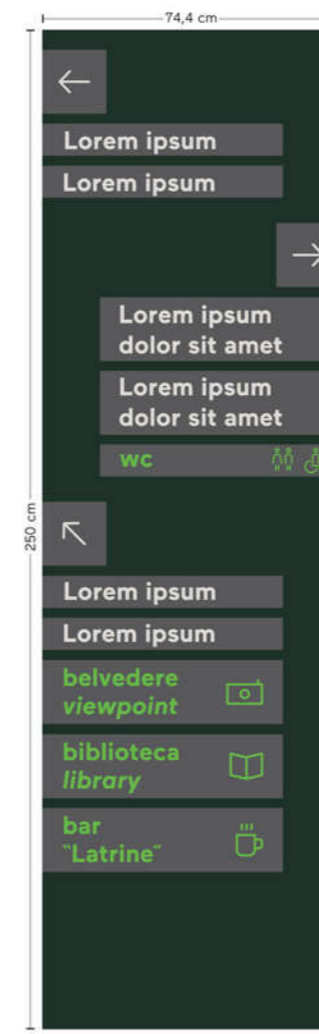 74,4 cm
250 cm
Lorem ipsum
Lorem ipsum
Lorem ipsum
dolor sit amet
Lorem ipsum
dolor sit amet
wc
Lorem ipsum
Lorem ipsum
belvedere
viewpoint
biblioteca
library
bar
"Latrine"